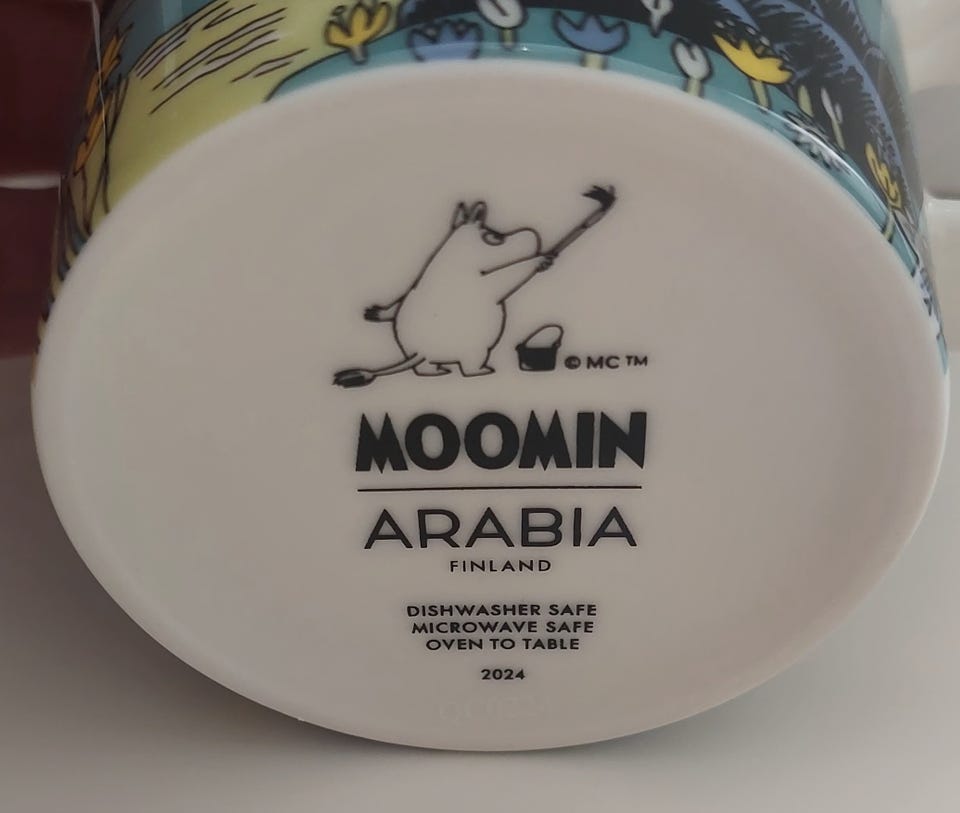 © MC ™
MOOMIN
ARABIA
FINLAND
DISHWASHER SAFE
MICROWAVE SAFE
OVEN TO TABLE
2024